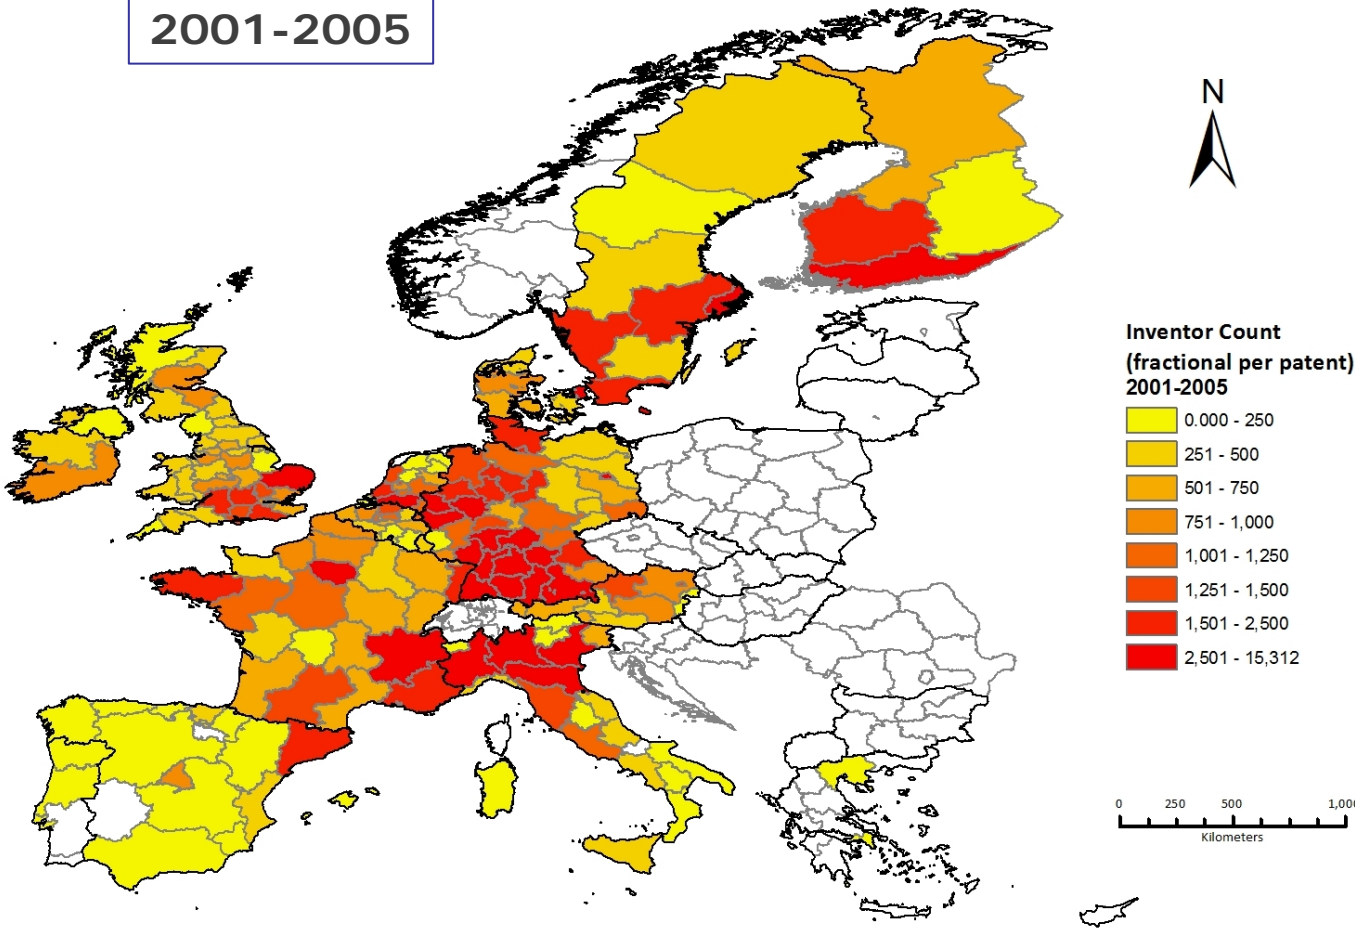 2001-2005
N
Inventor Count
(fractional per patent)
2001-2005
0.000 - 250
251 - 500
501 - 750
751 - 1,000
1,001 - 1,250
1,251 - 1,500
1,501 - 2,500
2,501 - 15,312
0 250 500 1,000
Kilometers